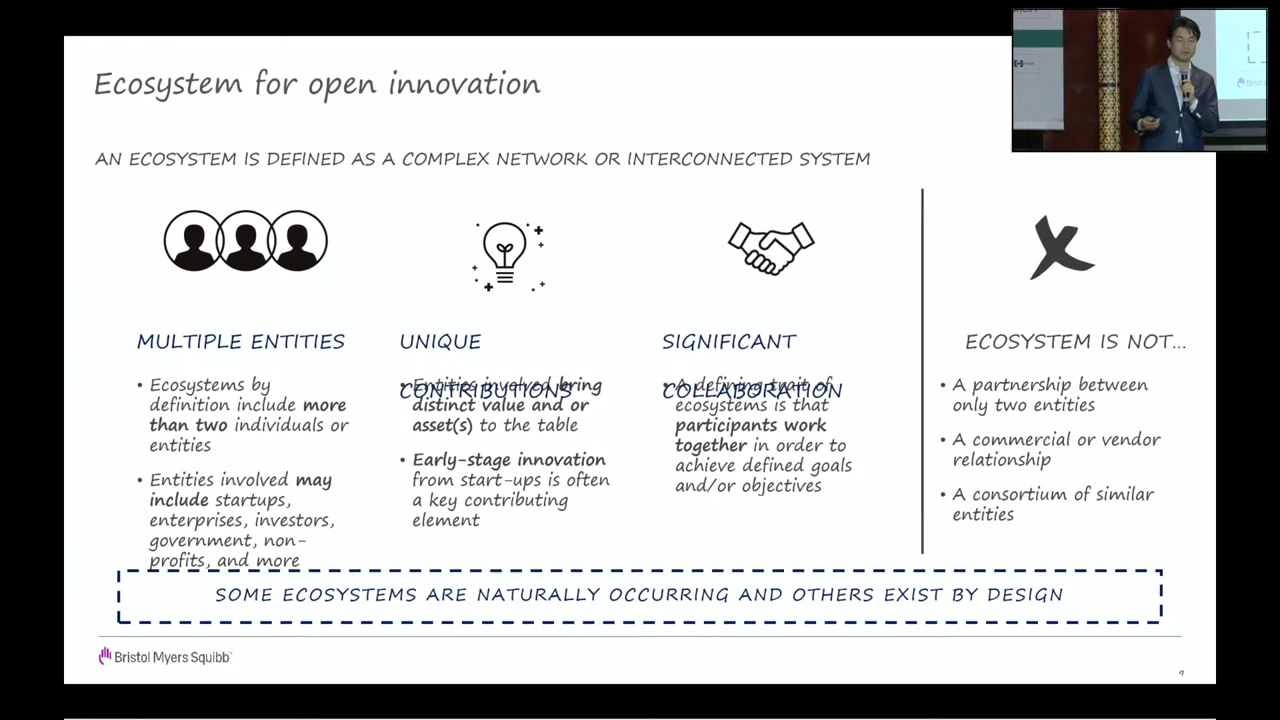 Ecosystem for open innovation
AN ECOSYSTEM IS DEFINED AS A COMPLEX NETWORK OR INTERCONNECTED SYSTEM
MULTIPLE ENTITIES
• Ecosystems by
definition include more
than two individuals or
entities
• Entities involved may
include startups,
enterprises, investors,
government, non-
profits, and more
UNIQUE
CONTRIBUTIONS
• Entities involved bring
distinct value and or
asset(s) to the table
• Early-stage innovation
from start-ups is often
a key contributing
element
SIGNIFICANT
COLLABORATION
• A defining trait of
ecosystems is that
participants work
together in order to
achieve defined goals
and/or objectives
ECOSYSTEM IS NOT...
• A partnership between
only two entities
• A commercial or vendor
relationship
• A consortium of similar
entities
SOME ECOSYSTEMS ARE NATURALLY OCCURRING AND OTHERS EXIST BY DESIGN
Bristol Myers Squibb™
9